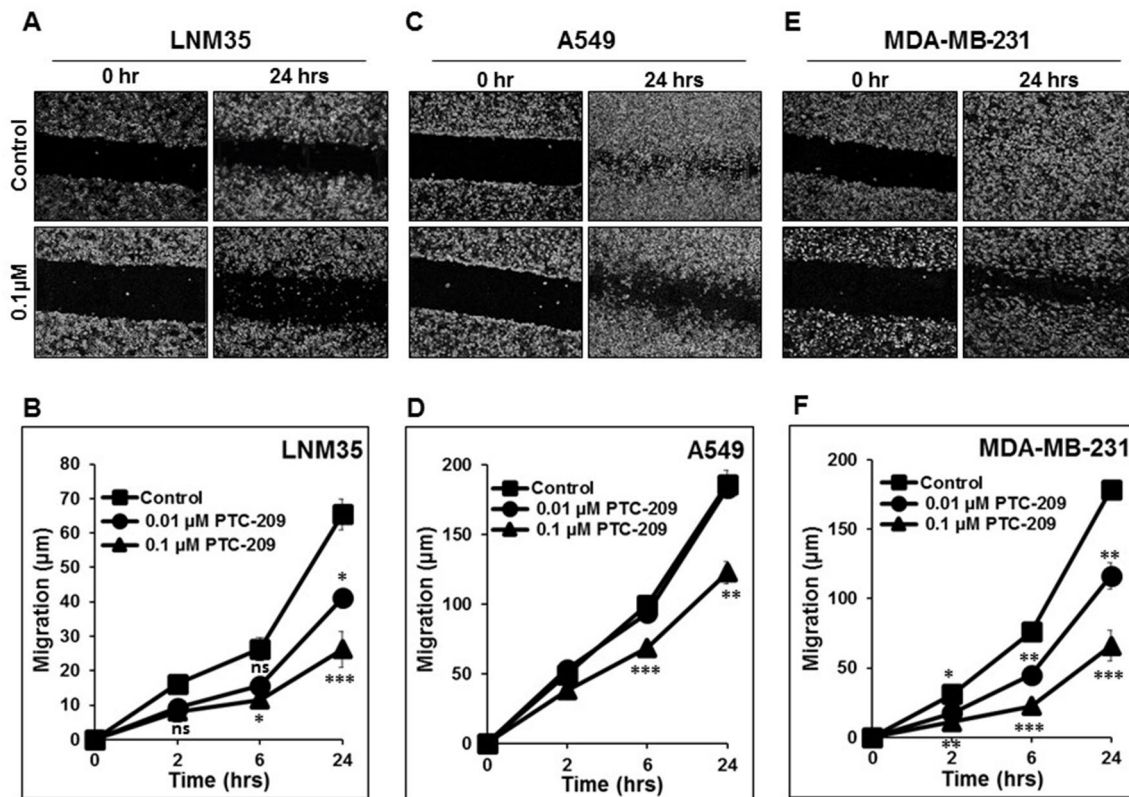 A
LNM35
0 hr 24 hrs
C
A549
0 hr 24 hrs
E
MDA-MB-231
0 hr 24 hrs
Control
0.1µM
B
LNM35
Migration (µm)
80
70
60
50
40
30
20
10
0
Control
0.01 µM PTC-209
0.1 µM PTC-209
ns
ns
*
*
***
0 2 6 24
Time (hrs)
D
A549
Migration (µm)
200
150
100
50
0
Control
0.01 µM PTC-209
0.1 µM PTC-209
***
**
0 2 6 24
Time (hrs)
F
MDA-MB-231
Migration (µm)
200
150
100
50
0
Control
0.01 µM PTC-209
0.1 µM PTC-209
*
**
**
***
**
***
0 2 6 24
Time (hrs)